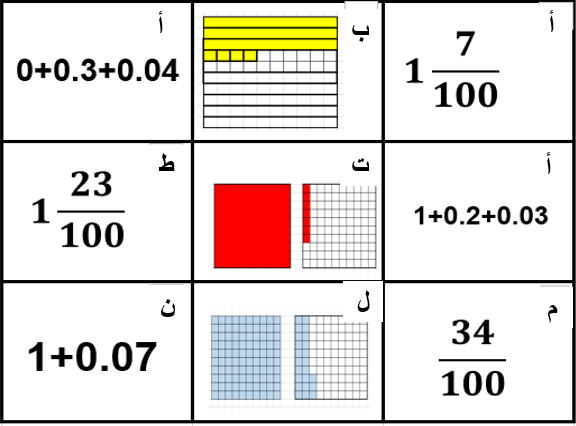 أ
1 7/100
ب
أ
0+0.3+0.04
أ
1+0.2+0.03
ت
ط
1 23/100
م
34/100
ل
ن
1+0.07